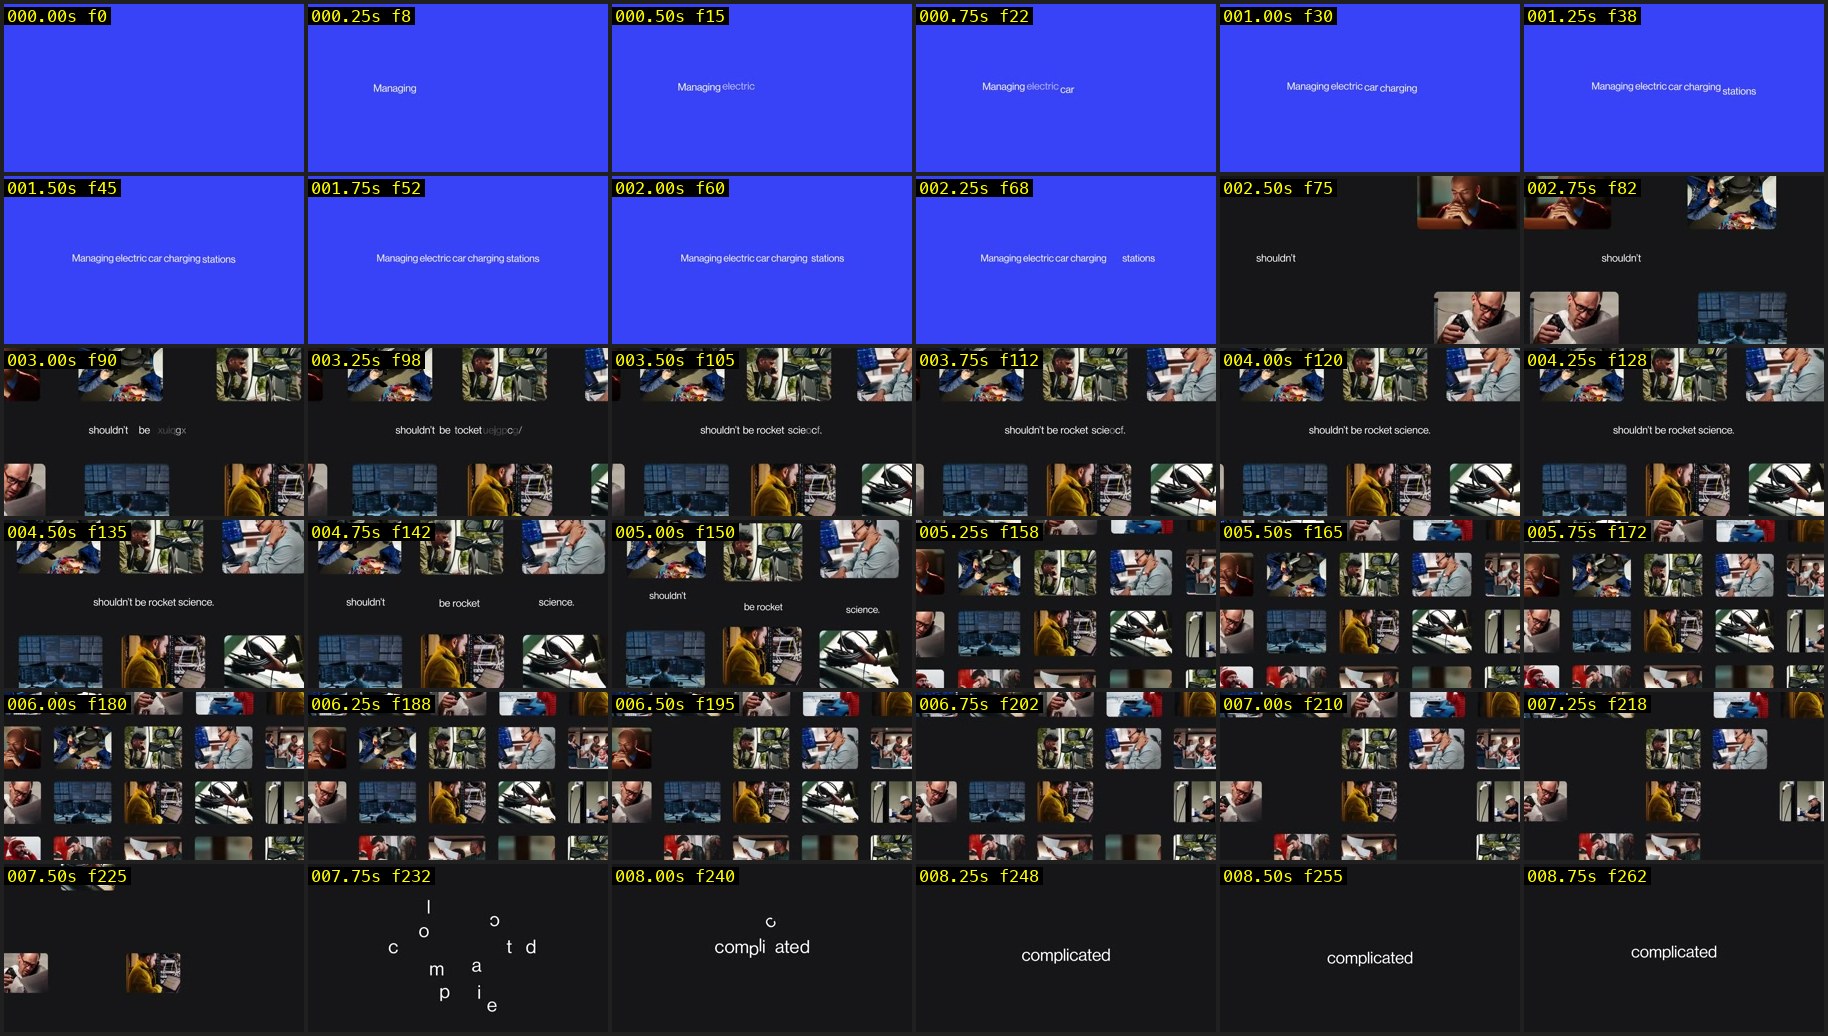 000.00s f0
000.25s f8
Managing
000.50s f15
Managing electric
000.75s f22
Managing electric car
001.00s f30
Managing electric car charging
001.25s f38
Managing electric car charging stations
001.50s f45
Managing electric car charging stations
001.75s f52
Managing electric car charging stations
002.00s f60
Managing electric car charging stations
002.25s f68
Managing electric car charging stations
002.50s f75
shouldn't
002.75s f82
shouldn't
003.00s f90
shouldn't be
003.25s f98
shouldn't be tocket
003.50s f105
shouldn't be rocket scieocf.
003.75s f112
shouldn't be rocket scieocf.
004.00s f120
shouldn't be rocket science.
004.25s f128
shouldn't be rocket science.
004.50s f135
shouldn't be rocket science.
004.75s f142
shouldn't be rocket science.
005.00s f150
shouldn't be rocket science.
005.25s f158
005.50s f165
005.75s f172
006.00s f180
006.25s f188
006.50s f195
006.75s f202
007.00s f210
007.25s f218
007.50s f225
007.75s f232
l
c
o
c
t d
m
a
p
i
e
008.00s f240
c
compli ated
008.25s f248
complicated
008.50s f255
complicated
008.75s f262
complicated